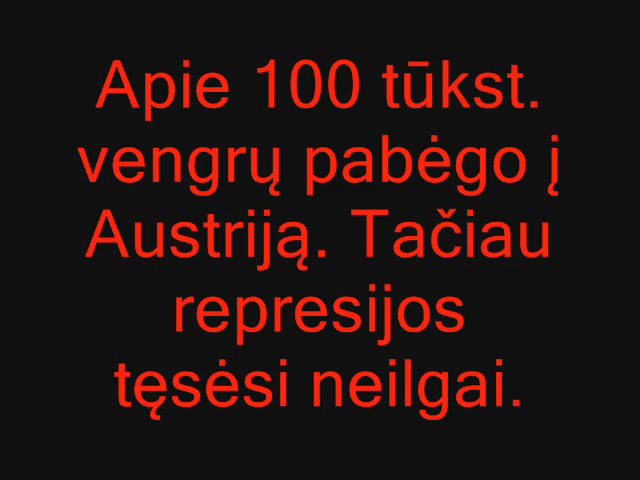 Apie 100 tūkst.
vengrų pabėgo į
Austriją. Tačiau
represijos
tęsėsi neilgai.